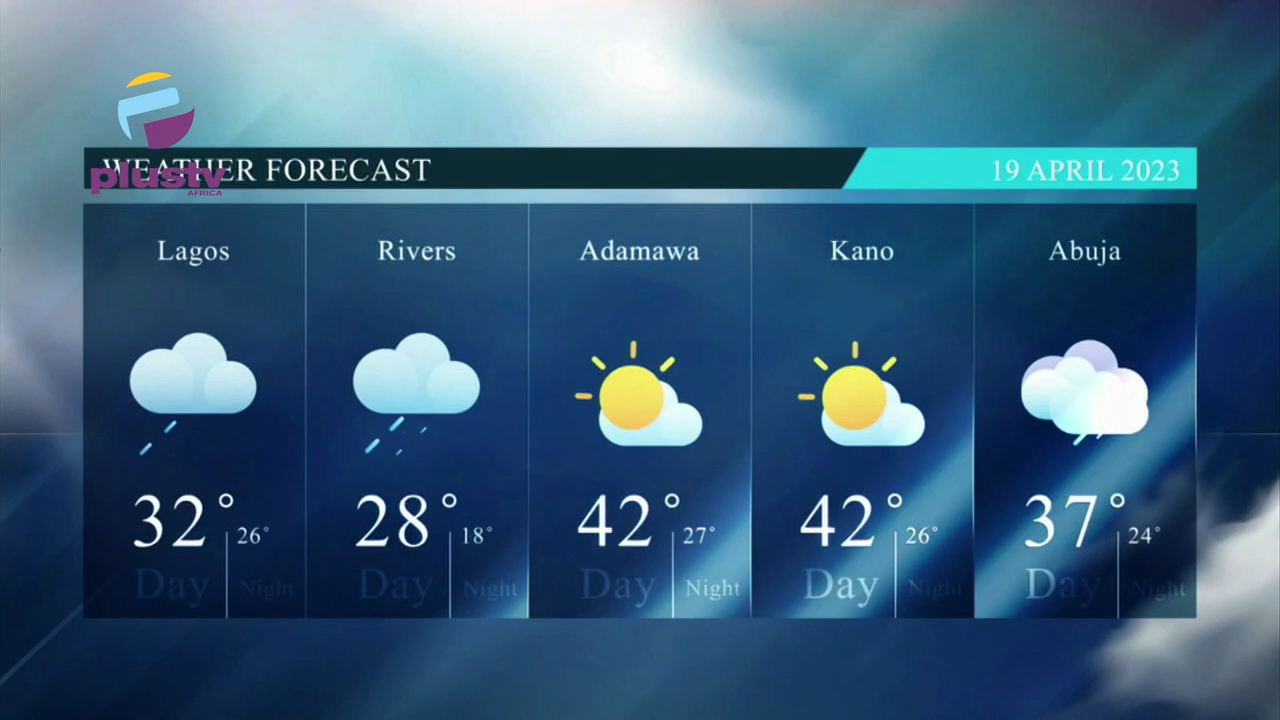 plustv
AFRICA
WEATHER FORECAST
19 APRIL 2023
Lagos
Rivers
Adamawa
Kano
Abuja
32° 26°
Day Night
28° 18°
Day Night
42° 27°
Day Night
42° 26°
Day Night
37° 24°
Day Night